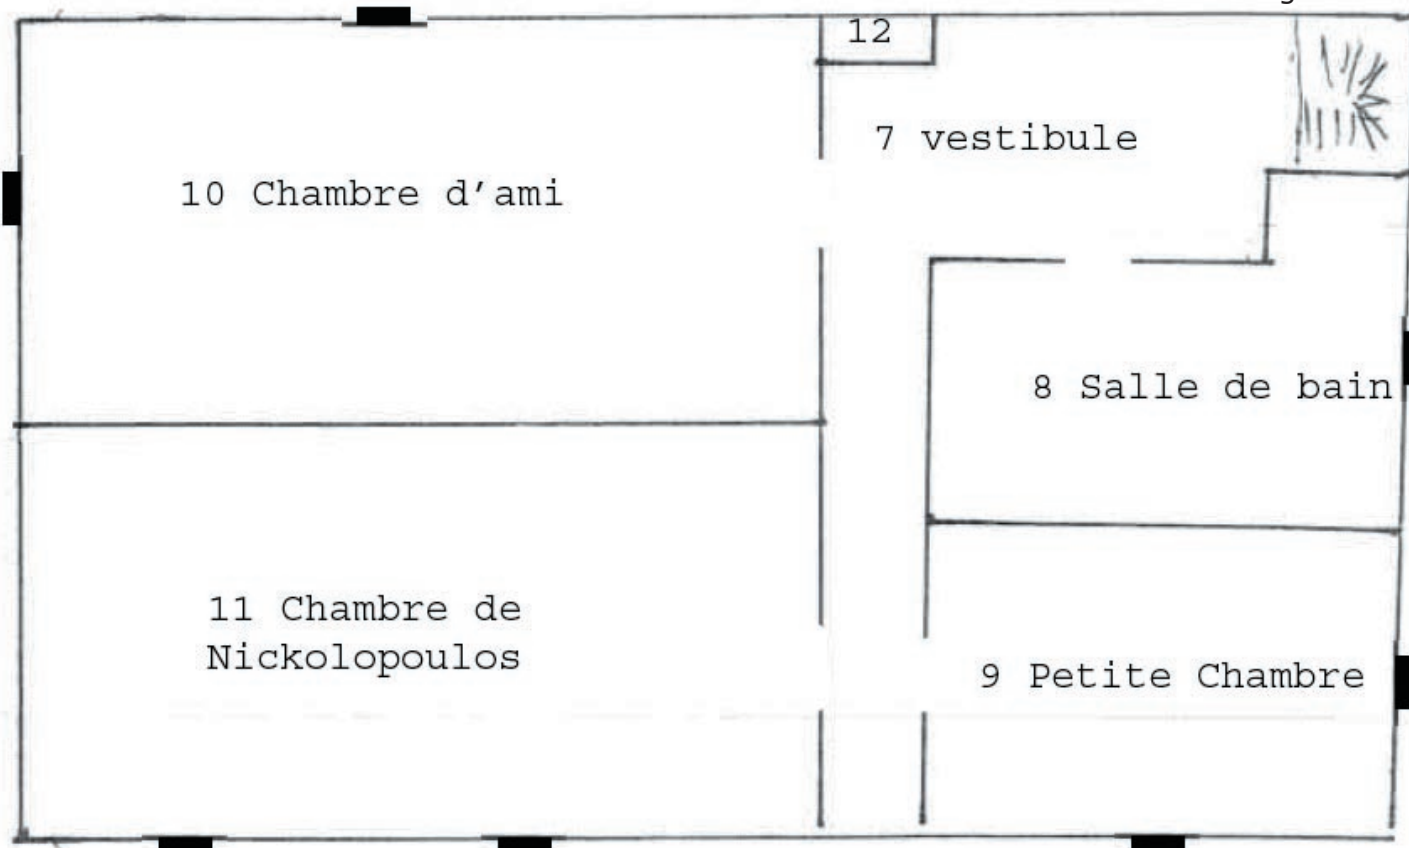 12
7 vestibule
10 Chambre d'ami
8 Salle de bain
11 Chambre de
Nickolopoulos
9 Petite Chambre